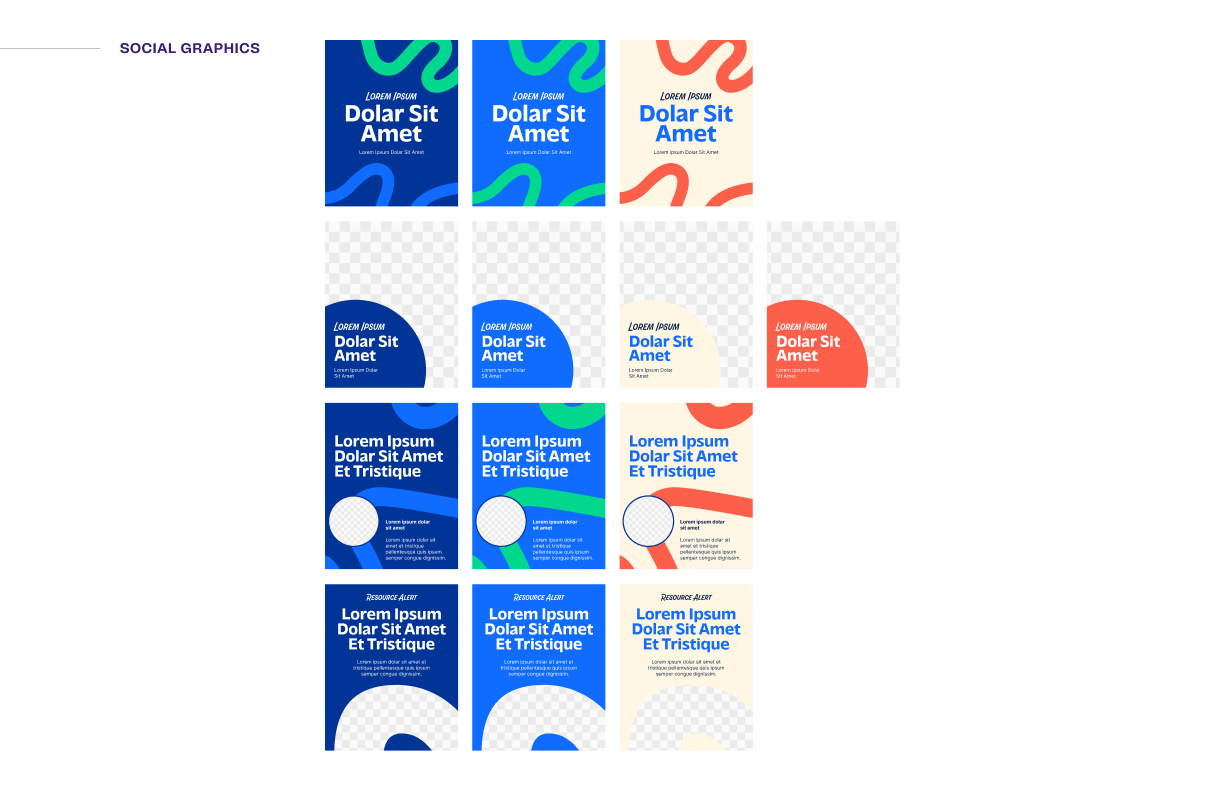 SOCIAL GRAPHICS
Lorem Ipsum
Dolar Sit
Amet
Lorem Ipsum Dolar Sit Amet
Lorem Ipsum
Dolar Sit
Amet
Lorem Ipsum Dolar Sit Amet
Lorem Ipsum
Dolar Sit
Amet
Lorem Ipsum Dolar Sit Amet
Lorem Ipsum
Dolar Sit
Amet
Lorem Ipsum Dolar
Sit Amet
Lorem Ipsum
Dolar Sit
Amet
Lorem Ipsum Dolar
Sit Amet
Lorem Ipsum
Dolar Sit
Amet
Lorem Ipsum Dolar
Sit Amet
Lorem Ipsum
Dolar Sit
Amet
Lorem Ipsum Dolar
Sit Amet
Lorem Ipsum
Dolar Sit Amet
Et Tristique
Lorem ipsum dolar
sit amet
Lorem ipsum dolar sit
amet et tristique
pellentesque quis ipsum
semper congue dignissim.
Lorem Ipsum
Dolar Sit Amet
Et Tristique
Lorem ipsum dolar
sit amet
Lorem ipsum dolar sit
amet et tristique
pellentesque quis ipsum
semper congue dignissim.
Lorem Ipsum
Dolar Sit Amet
Et Tristique
Lorem ipsum dolar
sit amet
Lorem ipsum dolar sit
amet et tristique
pellentesque quis ipsum
semper congue dignissim.
Resource Alert
Lorem Ipsum
Dolar Sit Amet
Et Tristique
Lorem ipsum dolar sit amet et
tristique pellentesque quis ipsum
semper congue dignissim.
Resource Alert
Lorem Ipsum
Dolar Sit Amet
Et Tristique
Lorem ipsum dolar sit amet et
tristique pellentesque quis ipsum
semper congue dignissim.
Resource Alert
Lorem Ipsum
Dolar Sit Amet
Et Tristique
Lorem ipsum dolar sit amet et
tristique pellentesque quis ipsum
semper congue dignissim.